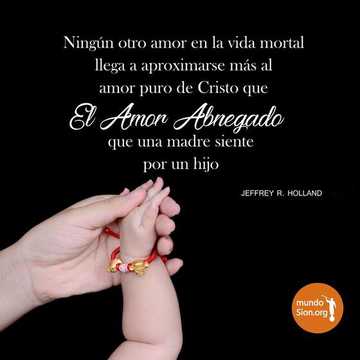 Ningún otro amor en la vida mortal
llega a aproximarse más al
amor puro de Cristo que
El Amor Abnegado
que una madre siente
por un hijo
JEFFREY R. HOLLAND
mundo
Sion.org